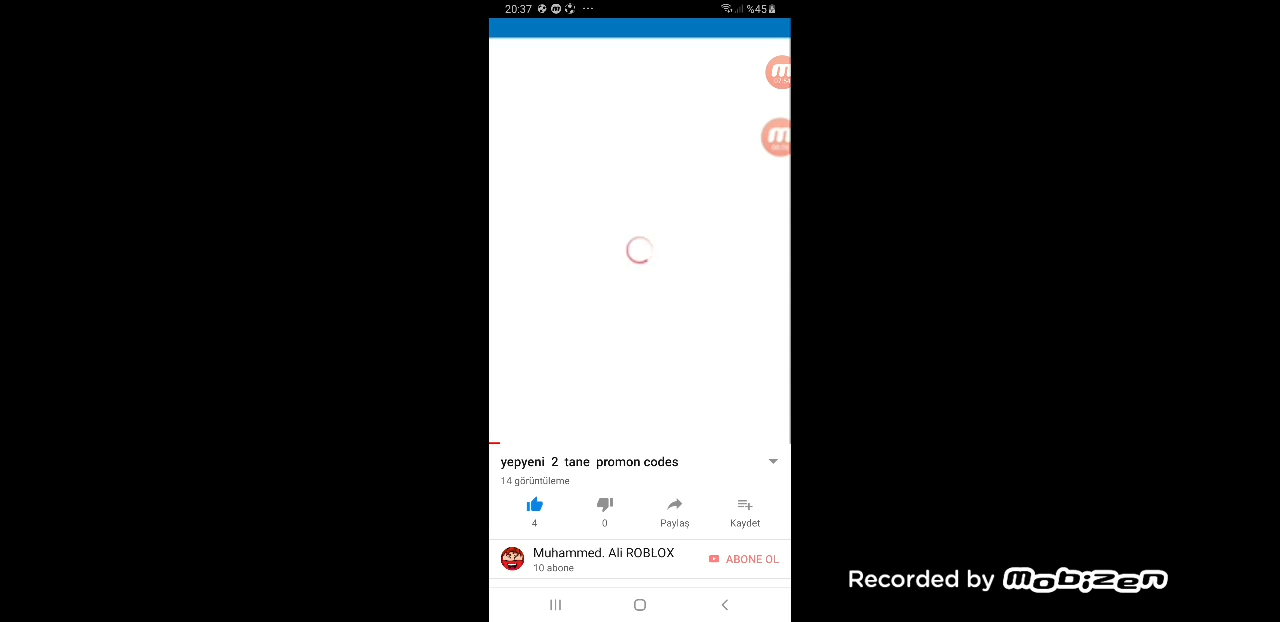 20:37 ... %45
yepyeni 2 tane promon codes
14 görüntüleme
4
0
Paylaş
Kaydet
Muhammed. Ali ROBLOX
10 abone
ABONE OL
Recorded by mobizen